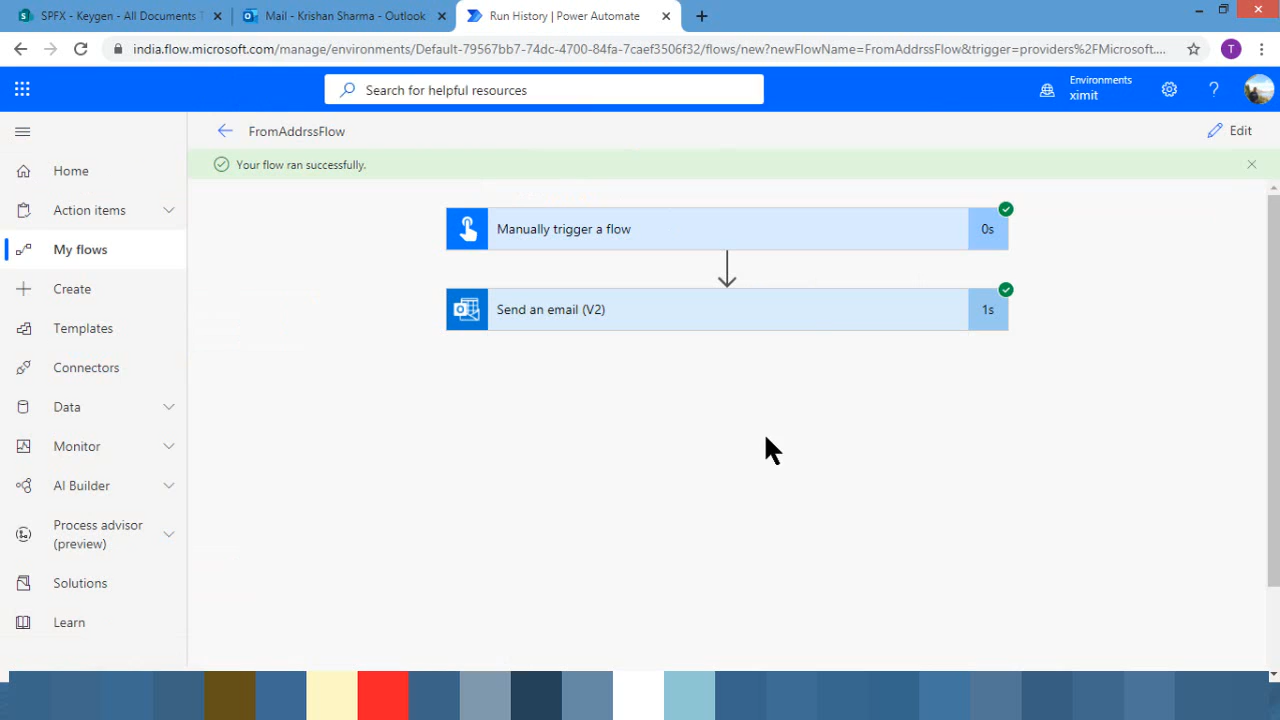 SPFX - Keygen - All Documents
Mail - Krishan Sharma - Outlook
Run History | Power Automate
india.flow.microsoft.com/manage/environments/Default-79567bb7-74dc-4700-84fa-7caef3506f32/flows/new?newFlowName=FromAddrssFlow&trigger=providers%2FMicrosoft....
T
Search for helpful resources
Environments
ximit
FromAddrssFlow
Edit
Your flow ran successfully.
Home
Action items
My flows
Create
Templates
Connectors
Data
Monitor
AI Builder
Process advisor
(preview)
Solutions
Learn
Manually trigger a flow
0s
Send an email (V2)
1s